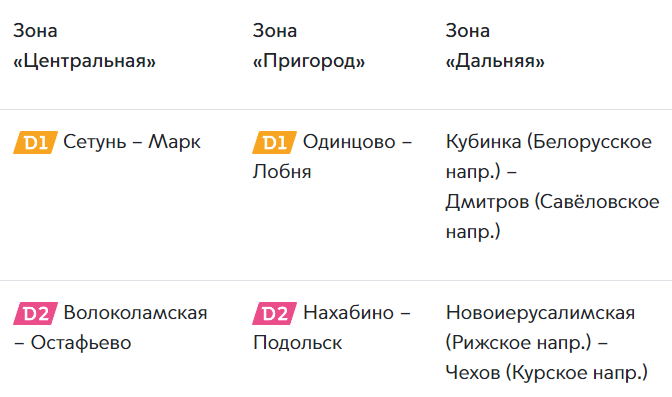 Зона
«Центральная»
Зона
«Пригород»
Зона
«Дальняя»
D1 Сетунь – Марк
D1 Одинцово –
Лобня
Кубинка (Белорусское
напр.) –
Дмитров (Савёловское
напр.)
D2 Волоколамская
– Остафьево
D2 Нахабино –
Подольск
Новоиерусалимская
(Рижское напр.) –
Чехов (Курское напр.)